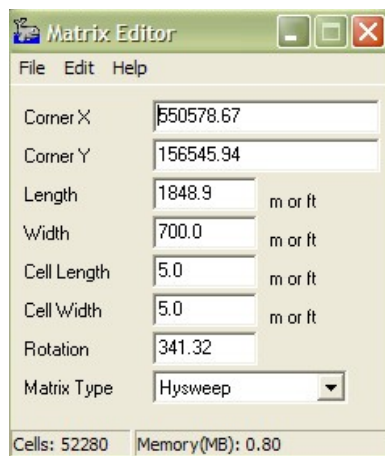 Matrix Editor
File Edit Help
Corner X 550578.67
Corner Y 156545.94
Length 1848.9 m or ft
Width 700.0 m or ft
Cell Length 5.0 m or ft
Cell Width 5.0 m or ft
Rotation 341.32
Matrix Type Hysweep
Cells: 52280 Memory(MB): 0.80